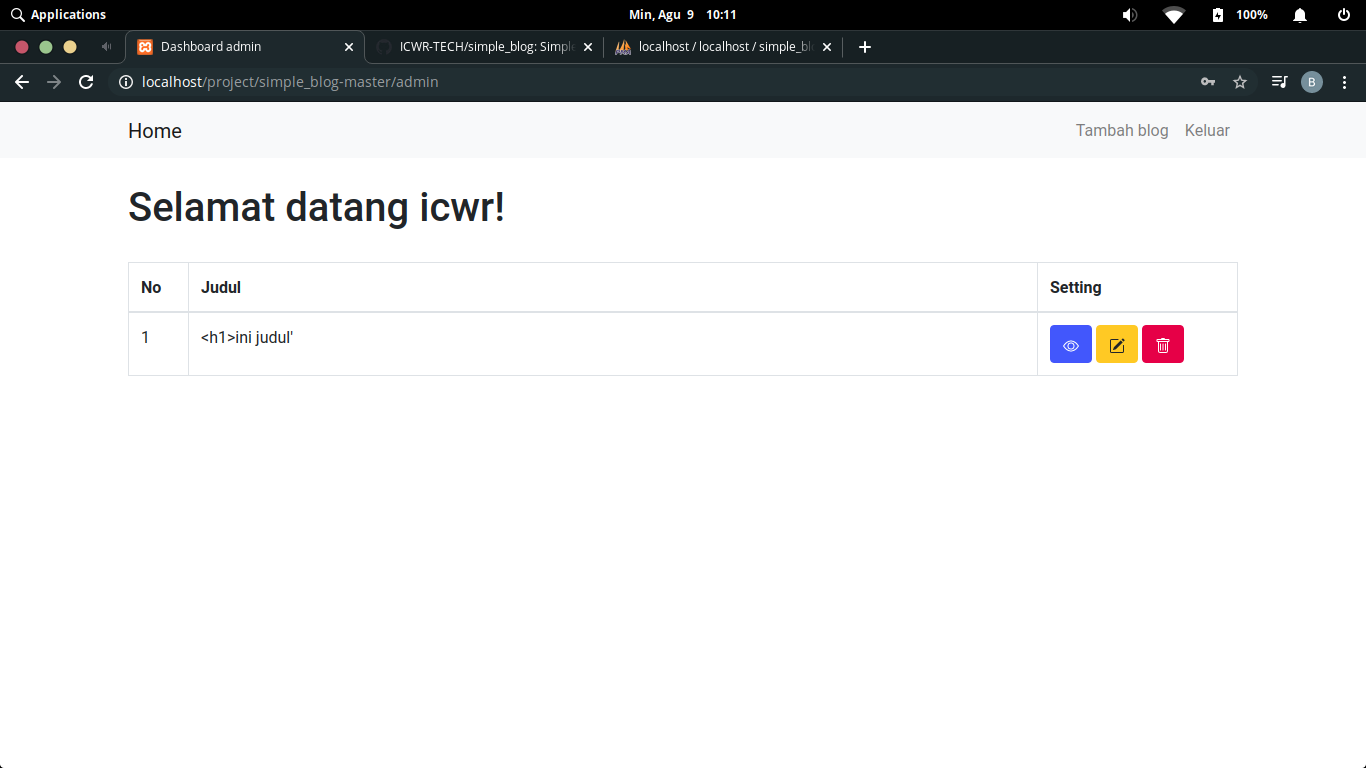 Applications
Min, Agu 9 10:11
100%
Dashboard admin
ICWR-TECH/simple_blog: Simple
localhost / localhost / simple_bl
localhost/project/simple_blog-master/admin
B
Home
Tambah blog
Keluar
Selamat datang icwr!
No Judul Setting
1 <h1>ini judul'